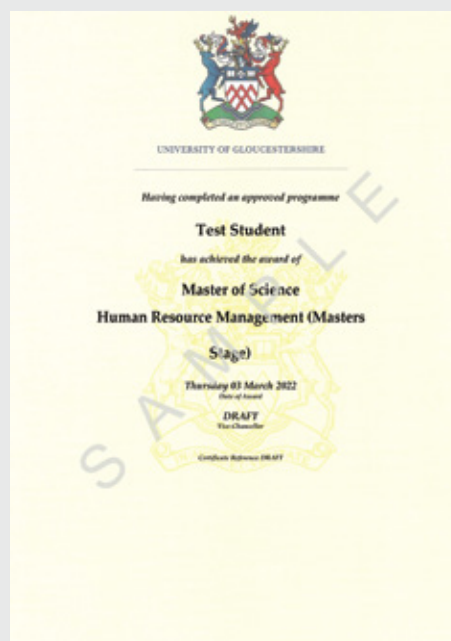 UNIVERSITY OF GLOUCESTERSHIRE
Having completed an approved programme
Test Student
has achieved the award of
Master of Science
Human Resource Management (Masters
Stage)
Thursday 03 March 2022
Date of Award
DRAFT
Vice-Chancellor
Certificate Reference DRAFT
SAMPLE